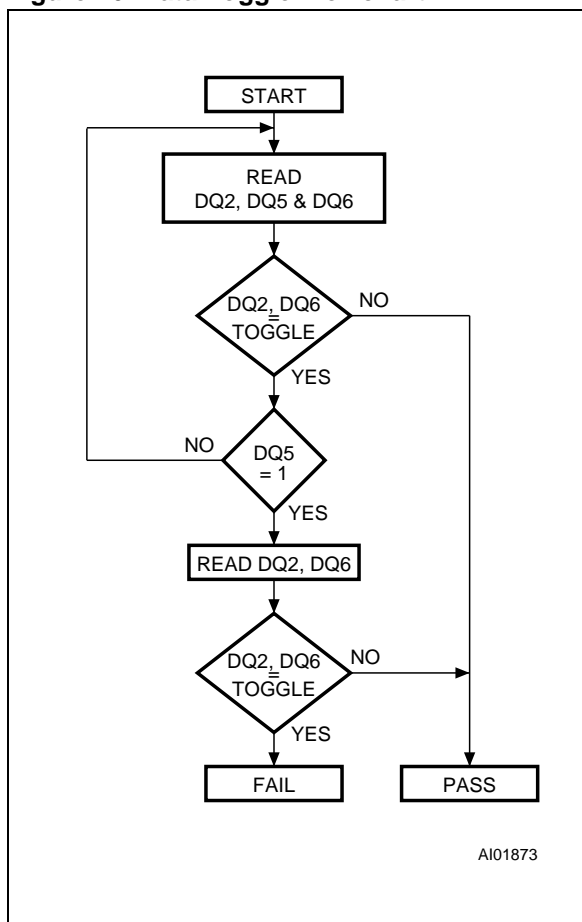 START
READ
DQ2, DQ5 & DQ6
DQ2, DQ6
=
TOGGLE
NO
YES
NO
DQ5
= 1
YES
READ DQ2, DQ6
DQ2, DQ6
=
TOGGLE
NO
YES
FAIL
PASS
AI01873